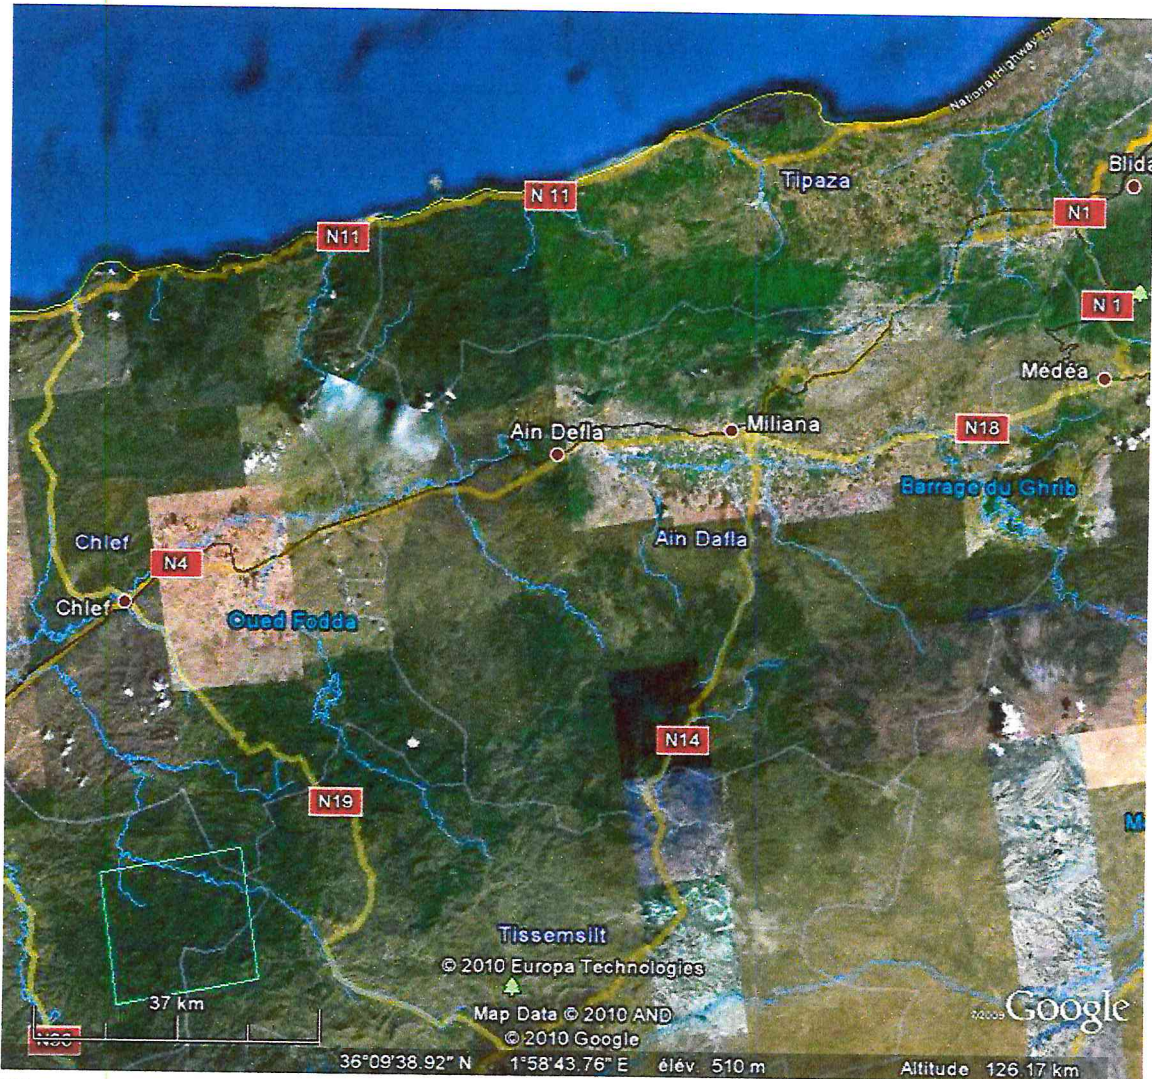 National Highway 11
Blida
Tipaza
N 11
N1
N11
N 1
Médéa
Miliana
N18
Ain Defla
Barrage du Ghrib
Chlef
Ain Dafla
N4
Chlef
Oued Fodda
N14
N19
M
Tissemsilt
© 2010 Europa Technologies
37 km
Map Data © 2010 AND
©2009 Google
© 2010 Google
36°09'38.92" N 1°58'43.76" E élév. 510 m Altitude 126.17 km